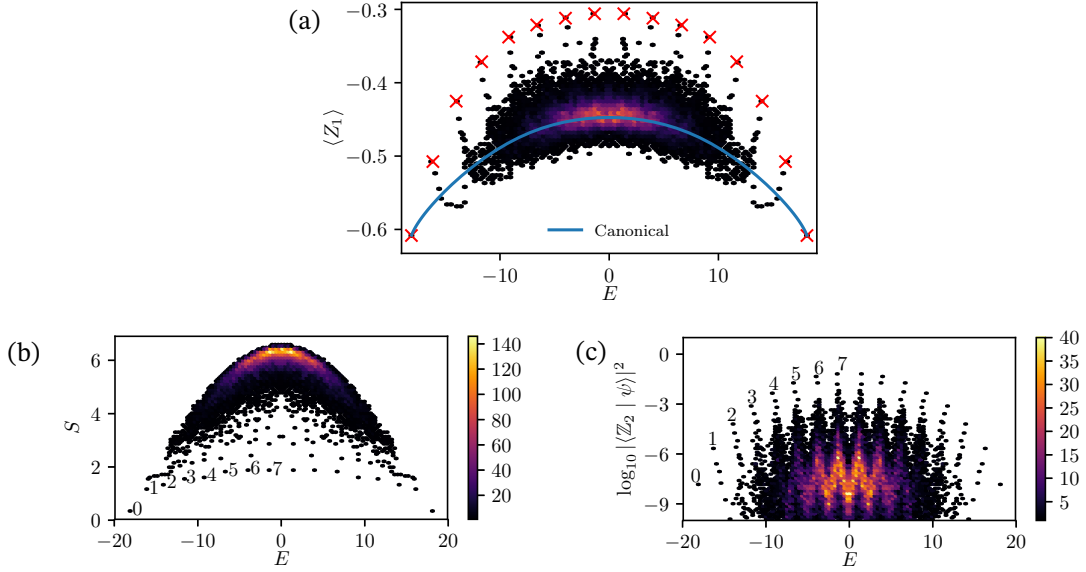 (a)
−0.3
−0.4
−0.5
−0.6
⟨Z₁⟩
Canonical
−10 0 10
E
(b)
6
4
2
0
S
0 1 2 3 4 5 6 7
−20 −10 0 10 20
E
140
120
100
80
60
40
20
(c)
0
−3
−6
−9
log₁₀ |⟨ℤ₂ | ψ⟩|²
0 1 2 3 4 5 6 7
−20 −10 0 10 20
E
40
35
30
25
20
15
10
5